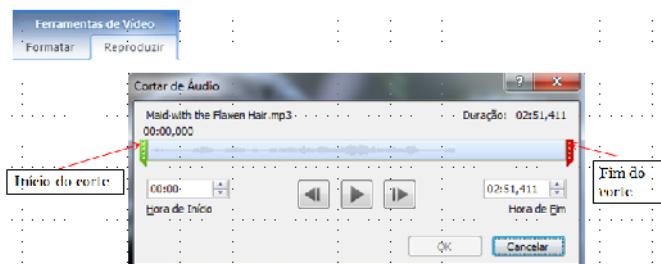 Ferramentas de Vídeo
Formatar Reproduzir
Cortar de Áudio
Maid with the Flaxen Hair.mp3 Duração: 02:51,411
00:00,000
Início do corte
Fim do corte
00:00 02:51,411
Hora de Início Hora de Fim
OK Cancelar